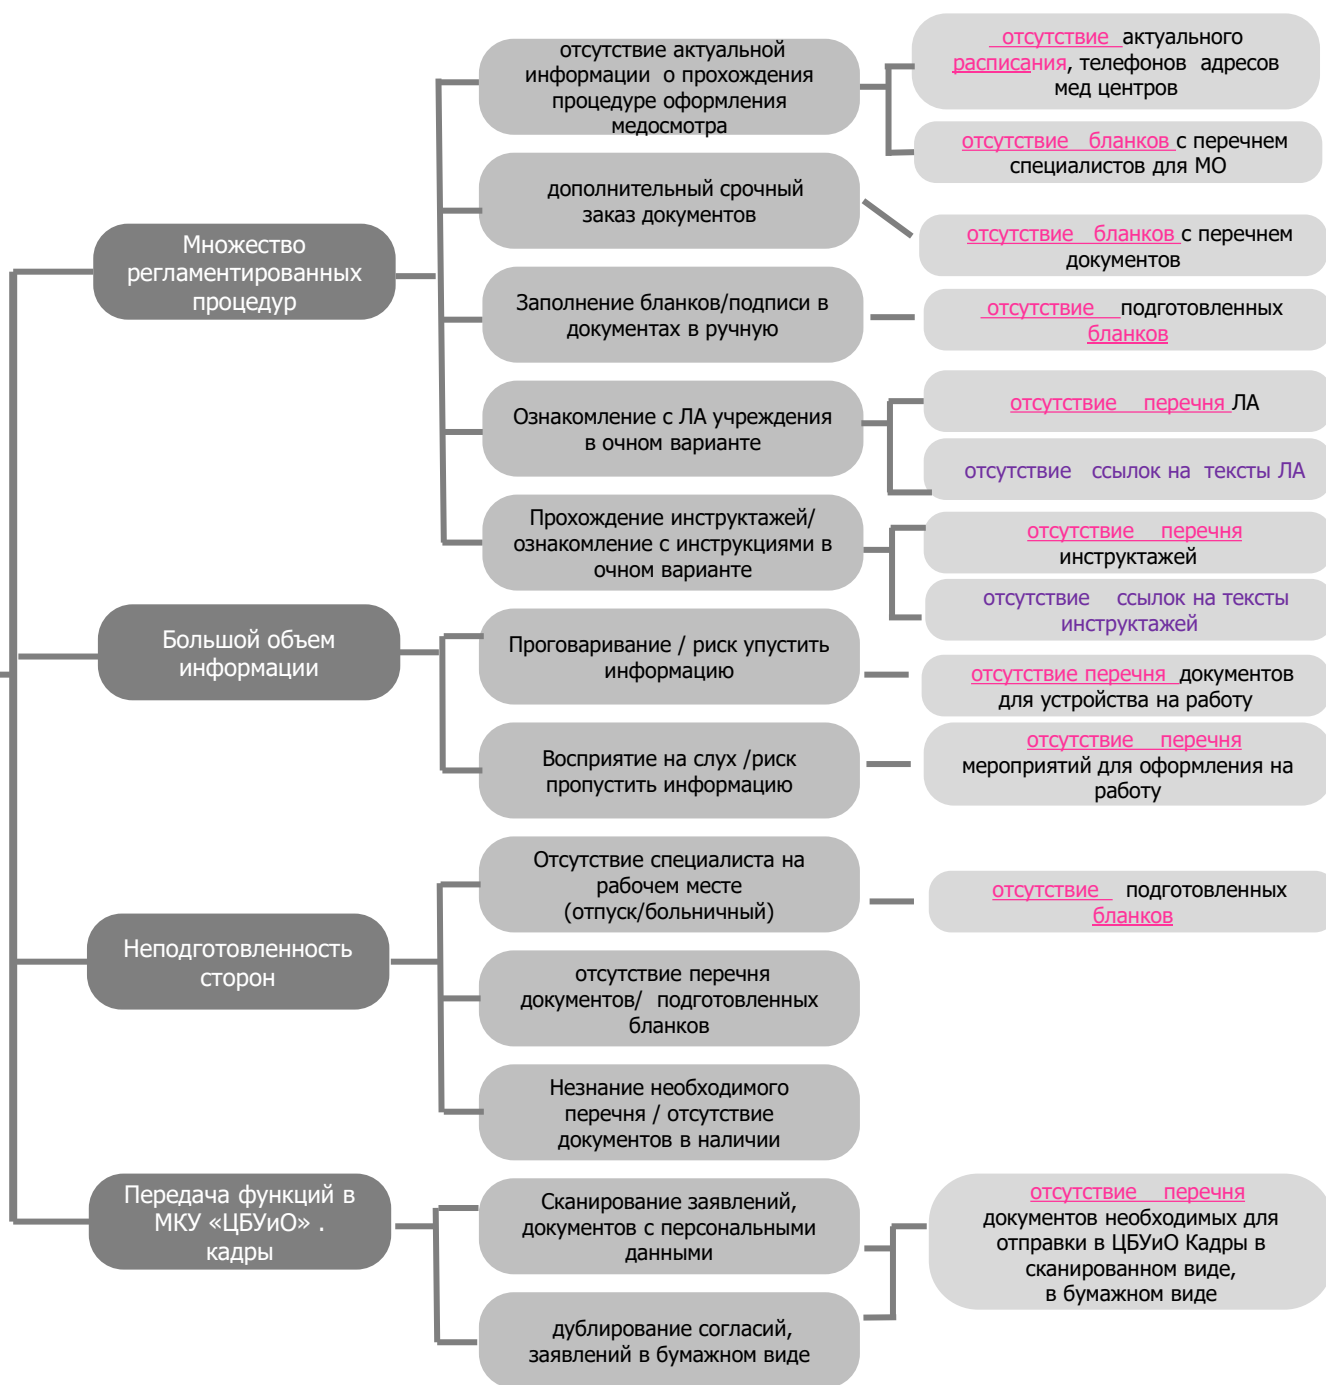 Множество
регламентированных
процедур
отсутствие актуальной
информации о прохождения
процедуре оформления
медосмотра
отсутствие актуального
расписания, телефонов адресов
мед центров
отсутствие бланков с перечнем
специалистов для МО
дополнительный срочный
заказ документов
отсутствие бланков с перечнем
документов
Заполнение бланков/подписи в
документах в ручную
отсутствие подготовленных
бланков
Ознакомление с ЛА учреждения
в очном варианте
отсутствие перечня ЛА
отсутствие ссылок на тексты ЛА
Прохождение инструктажей/
ознакомление с инструкциями в
очном варианте
отсутствие перечня
инструктажей
отсутствие ссылок на тексты
инструктажей
Большой объем
информации
Проговаривание / риск упустить
информацию
отсутствие перечня документов
для устройства на работу
Восприятие на слух /риск
пропустить информацию
отсутствие перечня
мероприятий для оформления на
работу
Неподготовленность
сторон
Отсутствие специалиста на
рабочем месте
(отпуск/больничный)
отсутствие подготовленных
бланков
отсутствие перечня
документов/ подготовленных
бланков
Незнание необходимого
перечня / отсутствие
документов в наличии
Передача функций в
МКУ «ЦБУиО» .
кадры
Сканирование заявлений,
документов с персональными
данными
дублирование согласий,
заявлений в бумажном виде
отсутствие перечня
документов необходимых для
отправки в ЦБУиО Кадры в
сканированном виде,
в бумажном виде